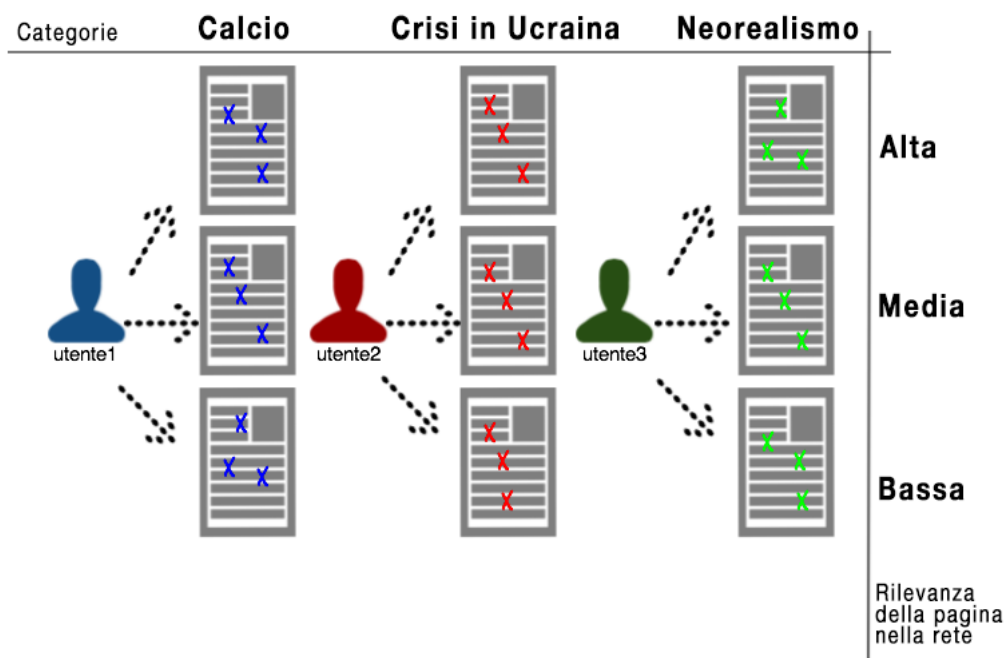 Categorie Calcio Crisi in Ucraina Neorealismo
Alta
utente1 utente2 utente3 Media
Bassa
Rilevanza
della pagina
nella rete